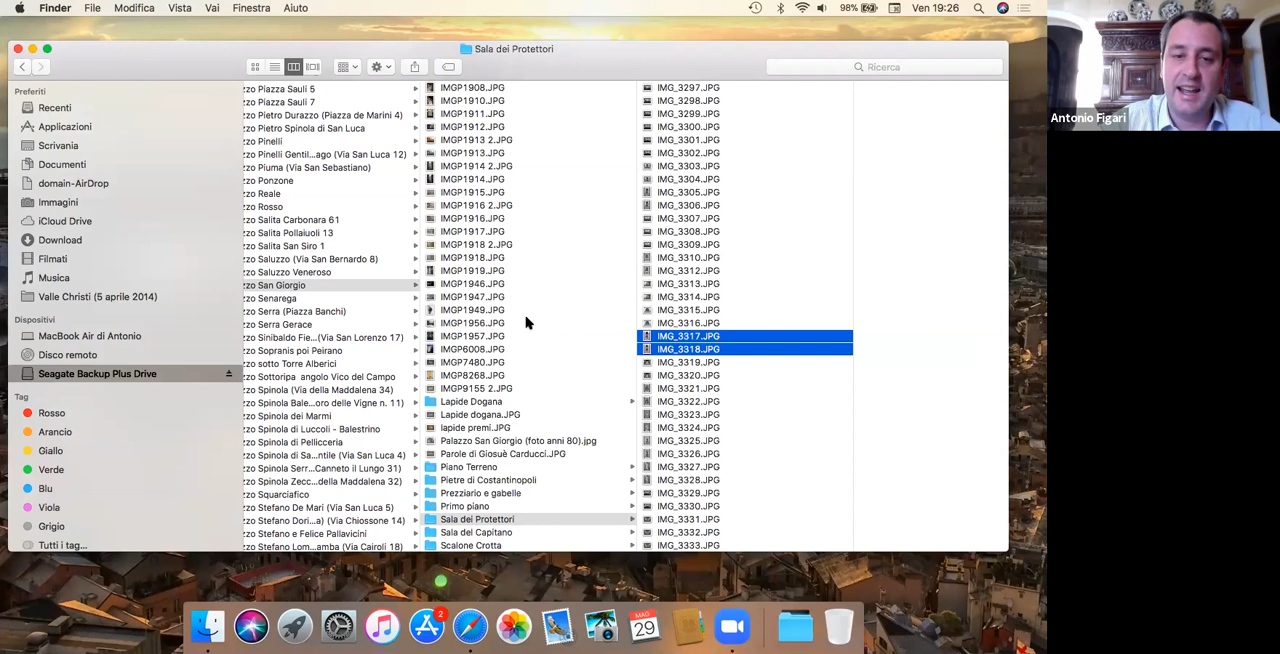 Finder File Modifica Vista Vai Finestra Aiuto 98% Ven 19:26
Sala dei Protettori
Ricerca
Antonio Figari
Preferiti
Recenti
Applicazioni
Scrivania
Documenti
domain-AirDrop
Immagini
iCloud Drive
Download
Filmati
Musica
Valle Christi (5 aprile 2014)
Dispositivi
MacBook Air di Antonio
Disco remoto
Seagate Backup Plus Drive
Tag
Rosso
Arancio
Giallo
Verde
Blu
Viola
Grigio
Tutti i tag...
zzo Piazza Sauli 5
zzo Piazza Sauli 7
zzo Pietro Durazzo (Piazza de Marini 4)
zzo Pietro Spinola di San Luca
zzo Pinelli
zzo Pinelli Gentil...ago (Via San Luca 12)
zzo Piuma (Via San Sebastiano)
zzo Ponzone
zzo Reale
zzo Rosso
zzo Salita Carbonara 61
zzo Salita Pollaiuoli 13
zzo Salita San Siro 1
zzo Saluzzo (Via San Bernardo 8)
zzo Saluzzo Veneroso
zzo San Giorgio
zzo Senarega
zzo Serra (Piazza Banchi)
zzo Serra Gerace
zzo Sinibaldo Fie...(Via San Lorenzo 17)
zzo Sopranis poi Peirano
zzo sotto Torre Alberici
zzo Sottoripa angolo Vico del Campo
zzo Spinola (Via della Maddalena 34)
zzo Spinola Bale...oro delle Vigne n. 11)
zzo Spinola dei Marmi
zzo Spinola di Luccoli - Balestrino
zzo Spinola di Pellicceria
zzo Spinola di Sa...ntile (Via San Luca 4)
zzo Spinola Serr...Canneto il Lungo 31)
zzo Spinola Zecc...della Maddalena 32)
zzo Squarciafico
zzo Stefano De Mari (Via San Luca 5)
zzo Stefano Dori...a) (Via Chiossone 14)
zzo Stefano e Felice Pallavicini
zzo Stefano Lom...amba (Via Cairoli 18)
IMGP1908.JPG
IMGP1910.JPG
IMGP1911.JPG
IMGP1912.JPG
IMGP1913 2.JPG
IMGP1913.JPG
IMGP1914 2.JPG
IMGP1914.JPG
IMGP1915.JPG
IMGP1916 2.JPG
IMGP1916.JPG
IMGP1917.JPG
IMGP1918 2.JPG
IMGP1918.JPG
IMGP1919.JPG
IMGP1946.JPG
IMGP1947.JPG
IMGP1949.JPG
IMGP1956.JPG
IMGP1957.JPG
IMGP6008.JPG
IMGP7480.JPG
IMGP8268.JPG
IMGP9155 2.JPG
Lapide Dogana
Lapide dogana.JPG
lapide premi.JPG
Palazzo San Giorgio (foto anni 80).jpg
Parole di Giosuè Carducci.JPG
Piano Terreno
Pietre di Costantinopoli
Prezziario e gabelle
Primo piano
Sala dei Protettori
Sala del Capitano
Scalone Crotta
IMG_3297.JPG
IMG_3298.JPG
IMG_3299.JPG
IMG_3300.JPG
IMG_3301.JPG
IMG_3302.JPG
IMG_3303.JPG
IMG_3304.JPG
IMG_3305.JPG
IMG_3306.JPG
IMG_3307.JPG
IMG_3308.JPG
IMG_3309.JPG
IMG_3310.JPG
IMG_3312.JPG
IMG_3313.JPG
IMG_3314.JPG
IMG_3315.JPG
IMG_3316.JPG
IMG_3317.JPG
IMG_3318.JPG
IMG_3319.JPG
IMG_3320.JPG
IMG_3321.JPG
IMG_3322.JPG
IMG_3323.JPG
IMG_3324.JPG
IMG_3325.JPG
IMG_3326.JPG
IMG_3327.JPG
IMG_3328.JPG
IMG_3329.JPG
IMG_3330.JPG
IMG_3331.JPG
IMG_3332.JPG
IMG_3333.JPG
2
MAG
29